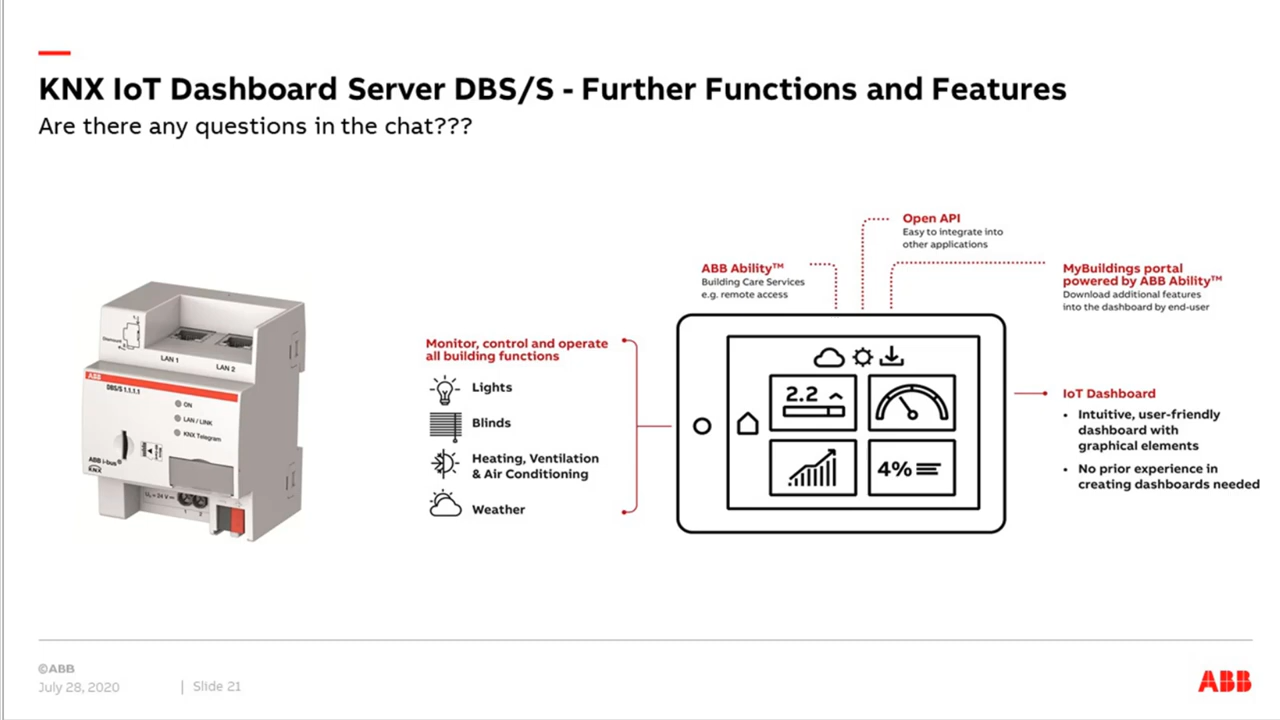 KNX IoT Dashboard Server DBS/S - Further Functions and Features
Are there any questions in the chat???
Open API
Easy to integrate into
other applications
ABB Ability™
Building Care Services
e.g. remote access
MyBuildings portal
powered by ABB Ability™
Download additional features
into the dashboard by end-user
Monitor, control and operate
all building functions
Lights
Blinds
Heating, Ventilation
& Air Conditioning
Weather
2.2
4%
IoT Dashboard
• Intuitive, user-friendly
dashboard with
graphical elements
• No prior experience in
creating dashboards needed
LAN 1
LAN 2
ABB
DBS/S 1.1.1.1
ON
LAN / LINK
KNX Telegram
ABB i-bus®
KNX
©ABB
July 28, 2020 | Slide 21
ABB